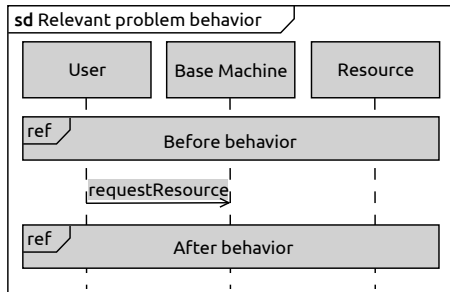 sd Relevant problem behavior
User
Base Machine
Resource
ref
Before behavior
requestResource
ref
After behavior